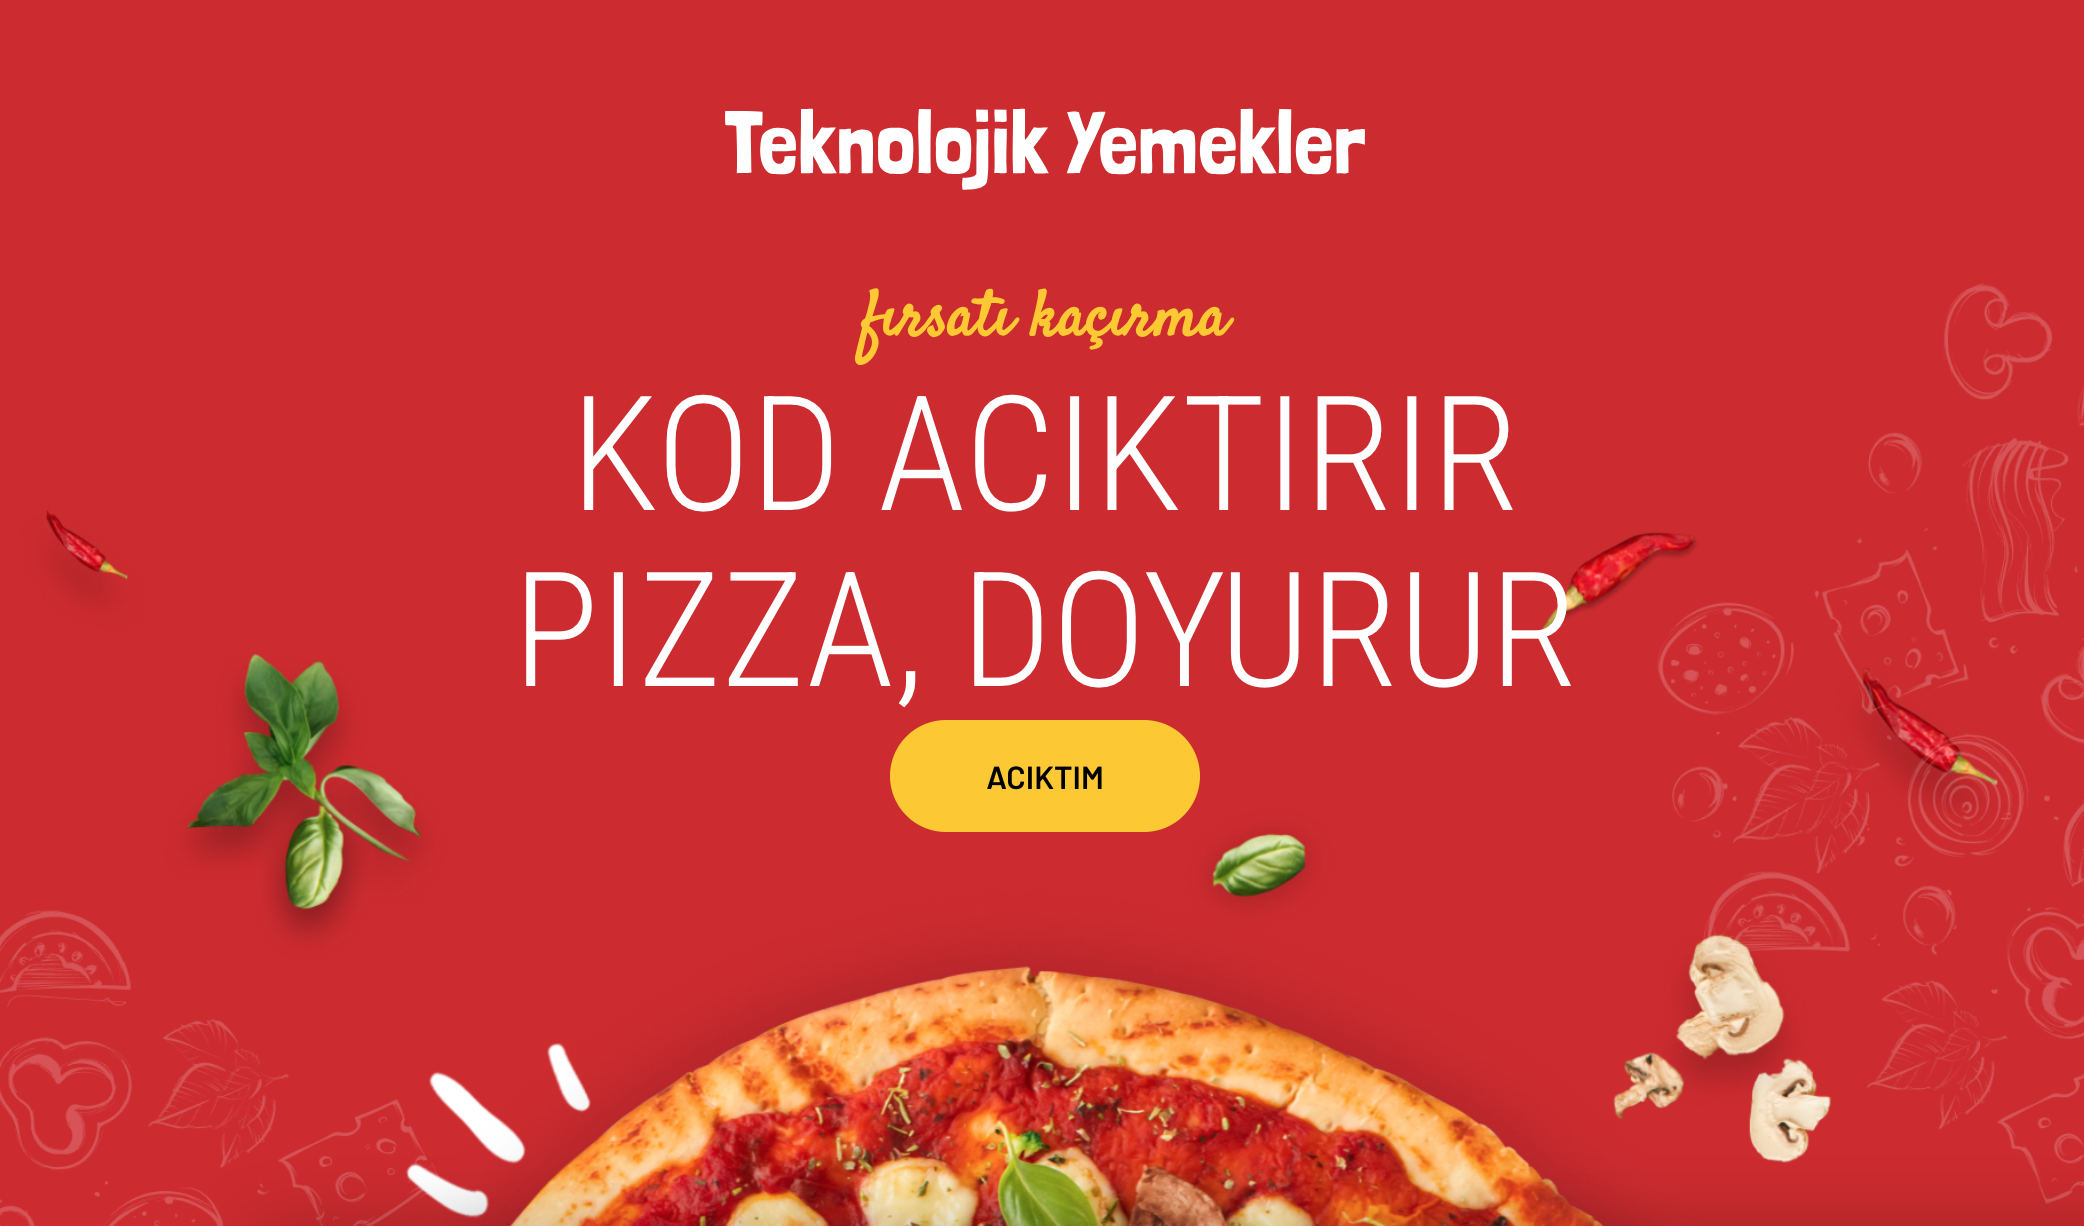 Teknolojik Yemekler
fırsatı kaçırma
KOD ACIKTIRIR
PIZZA, DOYURUR
ACIKTIM